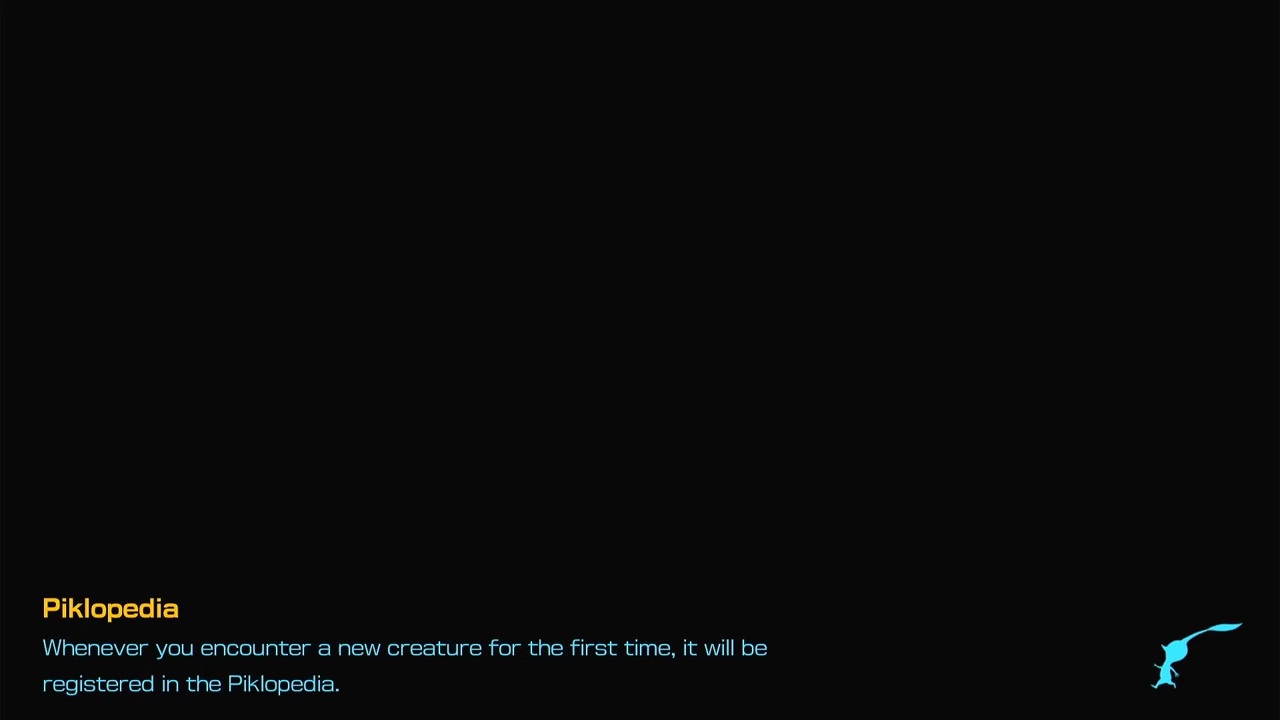 Piklopedia
Whenever you encounter a new creature for the first time, it will be
registered in the Piklopedia.